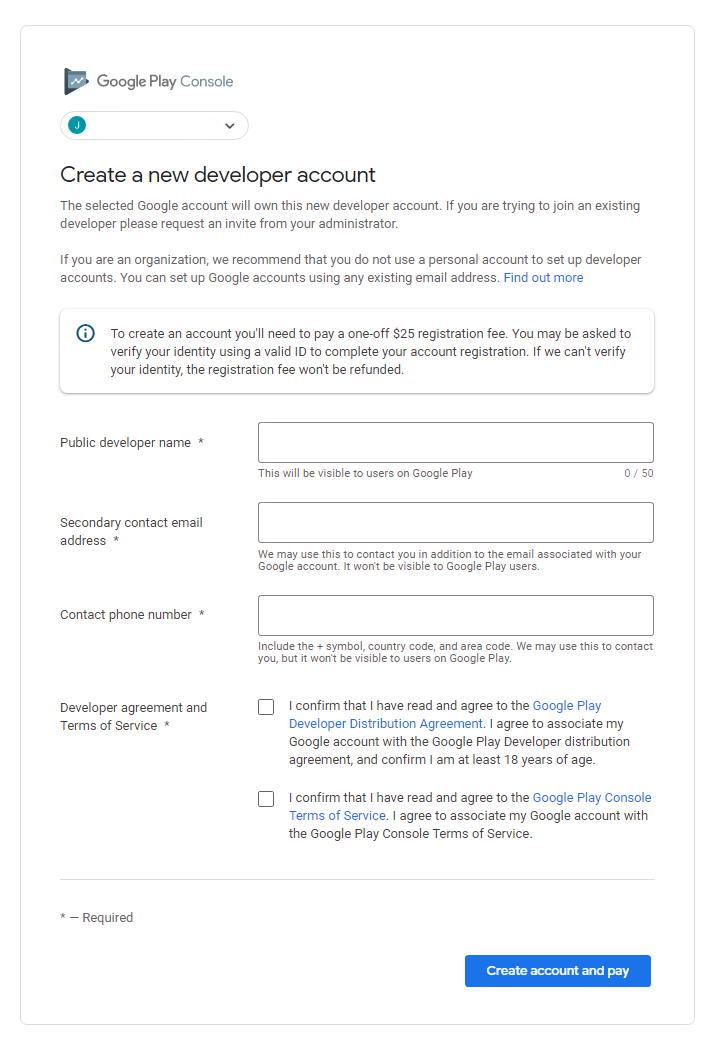 Google Play Console
J
Create a new developer account
The selected Google account will own this new developer account. If you are trying to join an existing
developer please request an invite from your administrator.
If you are an organization, we recommend that you do not use a personal account to set up developer
accounts. You can set up Google accounts using any existing email address. Find out more
To create an account you'll need to pay a one-off $25 registration fee. You may be asked to
verify your identity using a valid ID to complete your account registration. If we can't verify
your identity, the registration fee won't be refunded.
Public developer name *
This will be visible to users on Google Play 0 / 50
Secondary contact email
address *
We may use this to contact you in addition to the email associated with your
Google account. It won't be visible to Google Play users.
Contact phone number *
Include the + symbol, country code, and area code. We may use this to contact
you, but it won't be visible to users on Google Play.
Developer agreement and
Terms of Service *
I confirm that I have read and agree to the Google Play
Developer Distribution Agreement. I agree to associate my
Google account with the Google Play Developer distribution
agreement, and confirm I am at least 18 years of age.
I confirm that I have read and agree to the Google Play Console
Terms of Service. I agree to associate my Google account with
the Google Play Console Terms of Service.
* — Required
Create account and pay